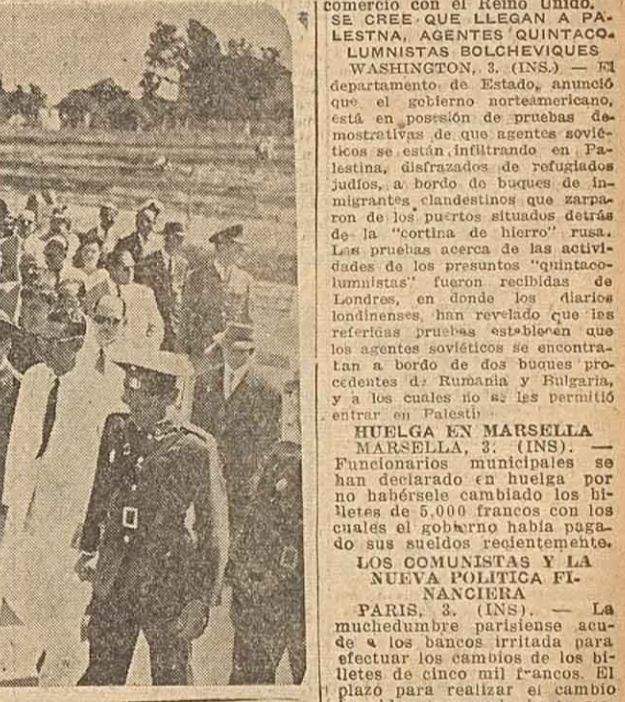 comercio con el Reino Unido.
SE CREE QUE LLEGAN A PA-
LESTNA, AGENTES QUINTACO-
LUMNISTAS BOLCHEVIQUES
WASHINGTON, 3. (INS.) — El
departamento de Estado, anunció
que el gobierno norteamericano,
está en posesión de pruebas de-
mostrativas de que agentes sovié-
ticos se están infiltrando en Pa-
lestina, disfrazados de refugiados
judíos, a bordo de buques de in-
migrantes clandestinos que zarpa-
ron de los puertos situados detrás
de la "cortina de hierro" rusa.
Las pruebas acerca de las activi-
dades de los presuntos "quintaco-
lumnistas" fueron recibidas de
Londres, en donde los diarios
londinenses, han revelado que las
referidas pruebas establecen que
los agentes soviéticos se encontra-
tan a bordo de dos buques pro-
cedentes de Rumania y Bulgaria,
y a los cuales no se les permitió
entrar en Palesti
HUELGA EN MARSELLA
MARSELLA, 3. (INS). —
Funcionarios municipales se
han declarado en huelga por
no habérsele cambiado los bi-
lletes de 5,000 francos con los
cuales el gobierno había paga-
do sus sueldos recientemente.
LOS COMUNISTAS Y LA
NUEVA POLITICA FI-
NANCIERA
PARIS, 3. (INS). — La
muchedumbre parisiense acu-
de a los bancos irritada para
efectuar los cambios de los bi-
lletes de cinco mil francos. El
plazo para realizar el cambio